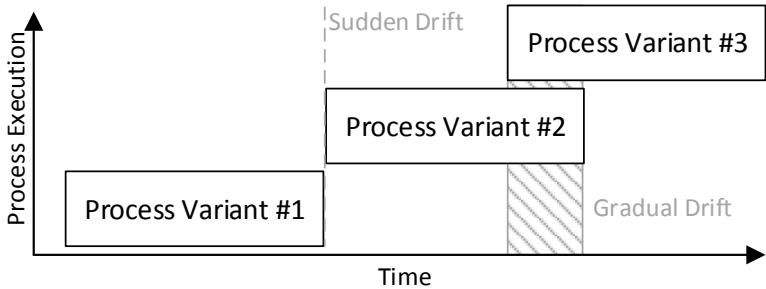 Sudden Drift
Process Variant #3
Process Variant #2
Process Variant #1
Gradual Drift
Process Execution
Time